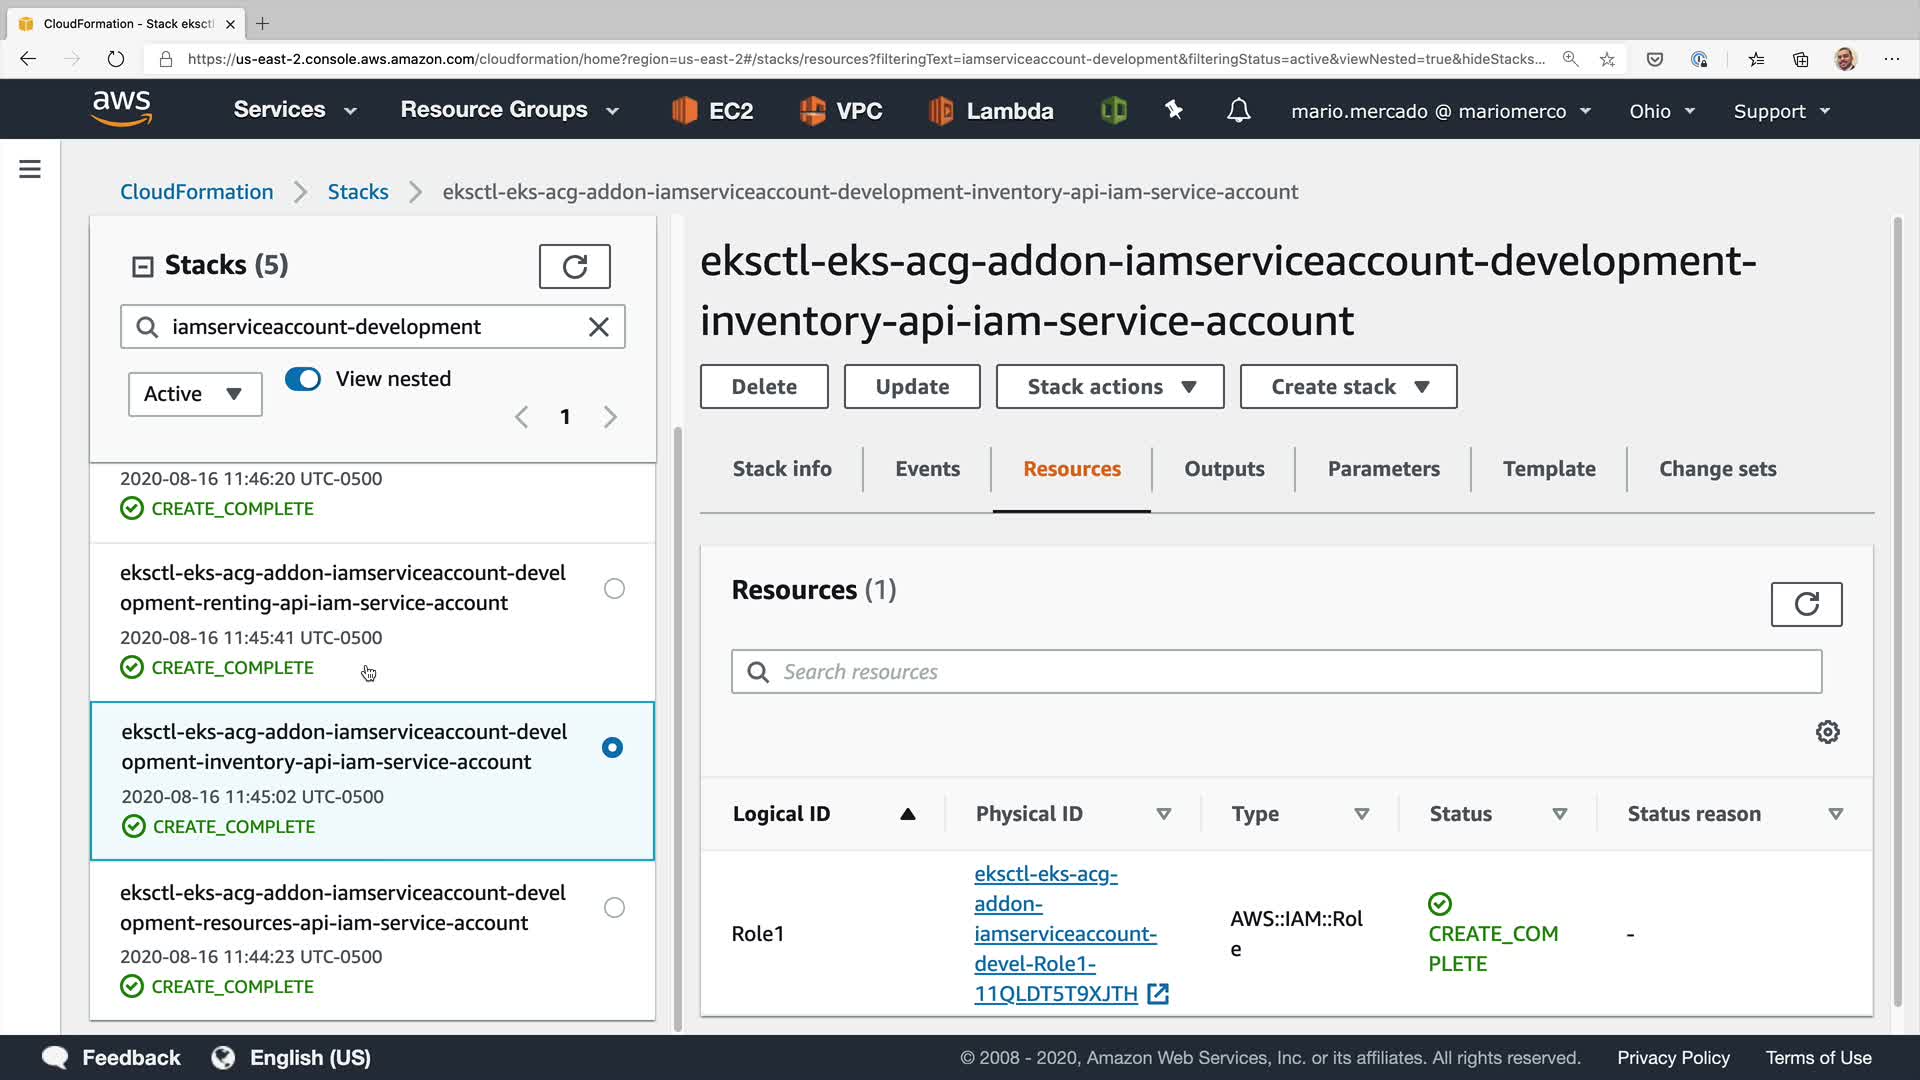 CloudFormation - Stack eksctl
https://us-east-2.console.aws.amazon.com/cloudformation/home?region=us-east-2#/stacks/resources?filteringText=iamserviceaccount-development&filteringStatus=active&viewNested=true&hideStacks...
aws
Services
Resource Groups
EC2
VPC
Lambda
mario.mercado @ mariomerco
Ohio
Support
CloudFormation
Stacks
eksctl-eks-acg-addon-iamserviceaccount-development-inventory-api-iam-service-account
Stacks (5)
iamserviceaccount-development
Active
View nested
1
2020-08-16 11:46:20 UTC-0500
CREATE_COMPLETE
eksctl-eks-acg-addon-iamserviceaccount-devel
opment-renting-api-iam-service-account
2020-08-16 11:45:41 UTC-0500
CREATE_COMPLETE
eksctl-eks-acg-addon-iamserviceaccount-devel
opment-inventory-api-iam-service-account
2020-08-16 11:45:02 UTC-0500
CREATE_COMPLETE
eksctl-eks-acg-addon-iamserviceaccount-devel
opment-resources-api-iam-service-account
2020-08-16 11:44:23 UTC-0500
CREATE_COMPLETE
eksctl-eks-acg-addon-iamserviceaccount-development-
inventory-api-iam-service-account
Delete
Update
Stack actions
Create stack
Stack info
Events
Resources
Outputs
Parameters
Template
Change sets
Resources (1)
Search resources
Logical ID
Physical ID
Type
Status
Status reason
Role1
eksctl-eks-acg-
addon-
iamserviceaccount-
devel-Role1-
11QLDT5T9XJTH
AWS::IAM::Rol
e
CREATE_COM
PLETE
-
Feedback
English (US)
© 2008 - 2020, Amazon Web Services, Inc. or its affiliates. All rights reserved.
Privacy Policy
Terms of Use